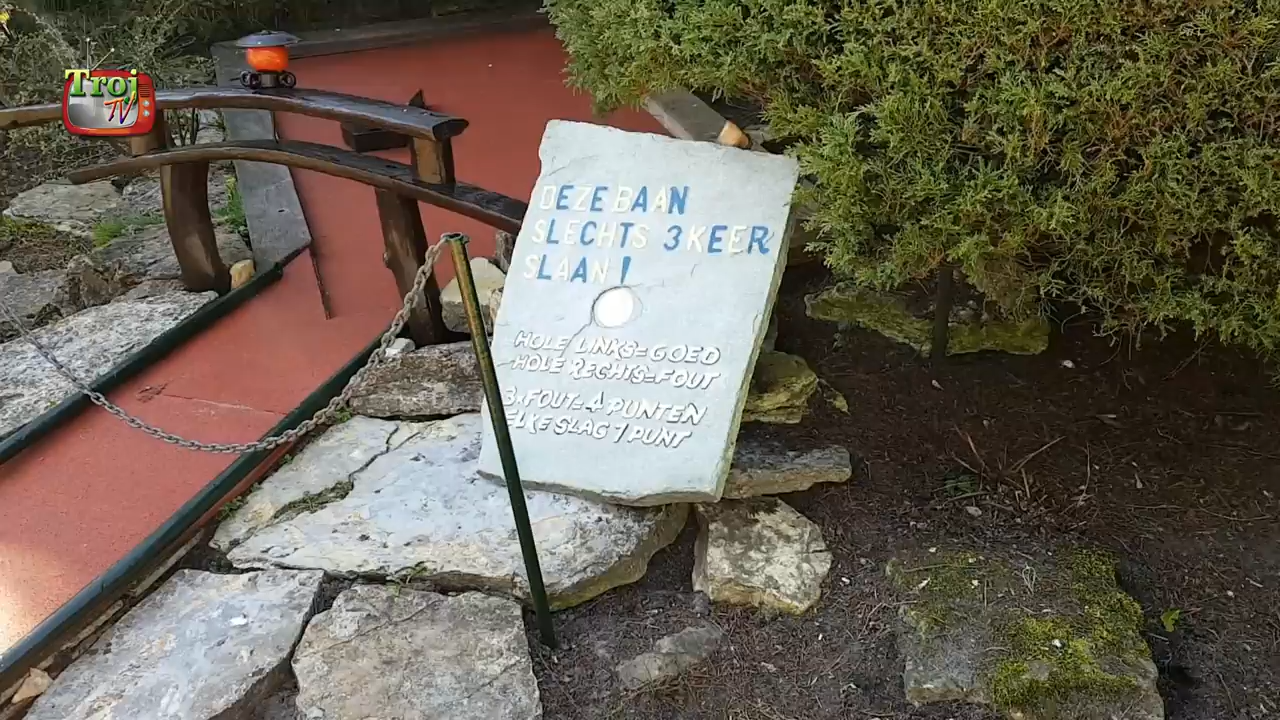 Troj
TV
DEZE BAAN
SLECHTS 3 KEER
SLAAN!
HOLE LINKS=GOED
HOLE RECHTS=FOUT
3xFOUT=4 PUNTEN
ELKE SLAG 1 PUNT